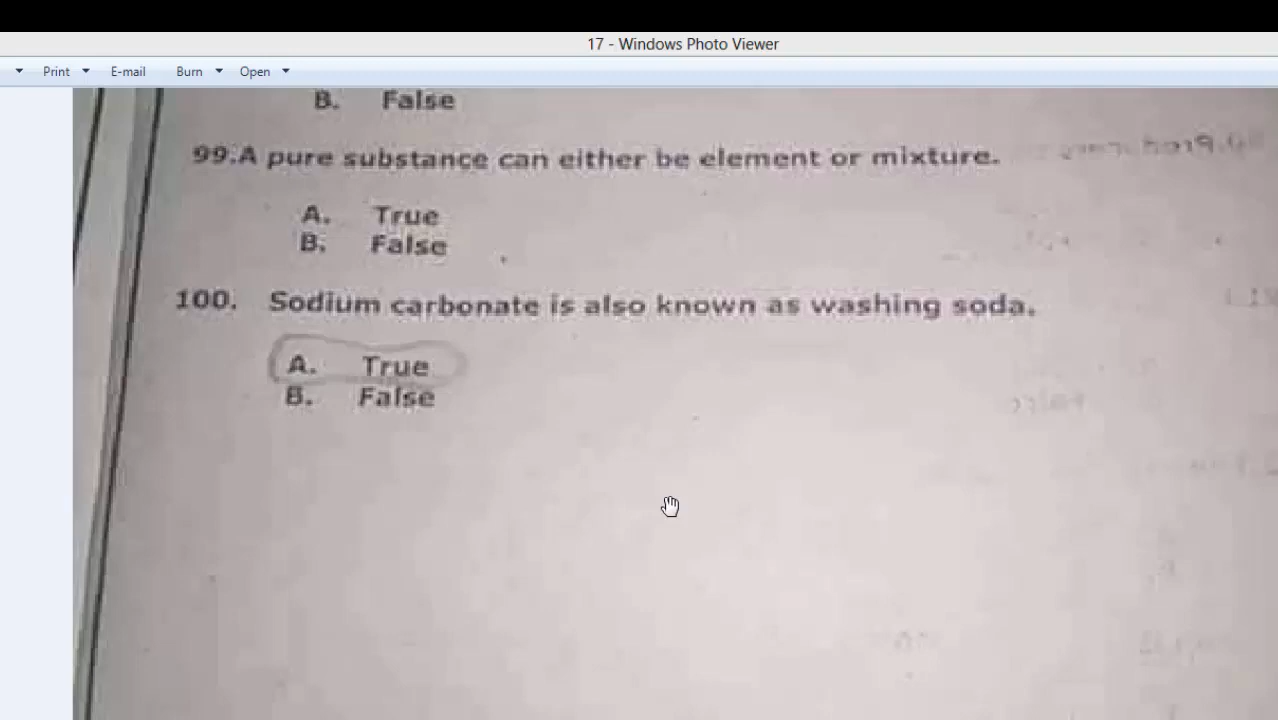 17 - Windows Photo Viewer
Print E-mail Burn Open
B. False
99.A pure substance can either be element or mixture.
A. True
B. False
100. Sodium carbonate is also known as washing soda.
A. True
B. False